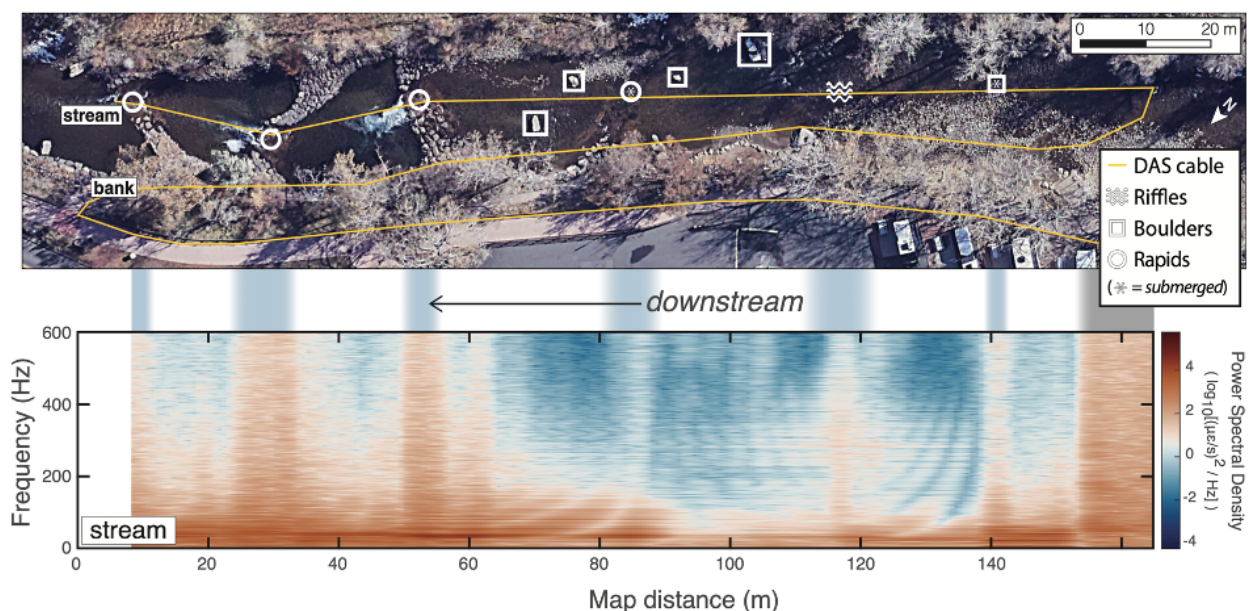 0 10 20 m
stream
N
bank
DAS cable
Riffles
Boulders
Rapids
(✳ = submerged)
downstream
600
400
200
0
Frequency (Hz)
stream
0 20 40 60 80 100 120 140
Map distance (m)
4
2
0
-2
-4
Power Spectral Density
( log10[(με/s)2 / Hz] )